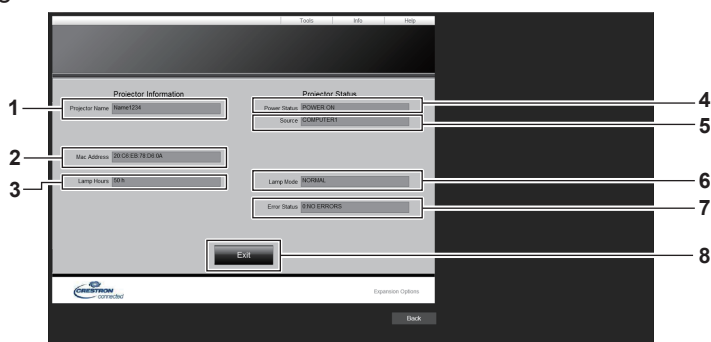 Tools Info Help
Projector Information Projector Status
1 Projector Name Name1234 Power Status POWER ON 4
Source COMPUTER1 5
2 Mac Address 20:C6:EB:78:D6:0A
3 Lamp Hours 60 h Lamp Mode NORMAL 6
Error Status 0:NO ERRORS 7
Exit 8
CRESTRON connected Expansion Options
Back